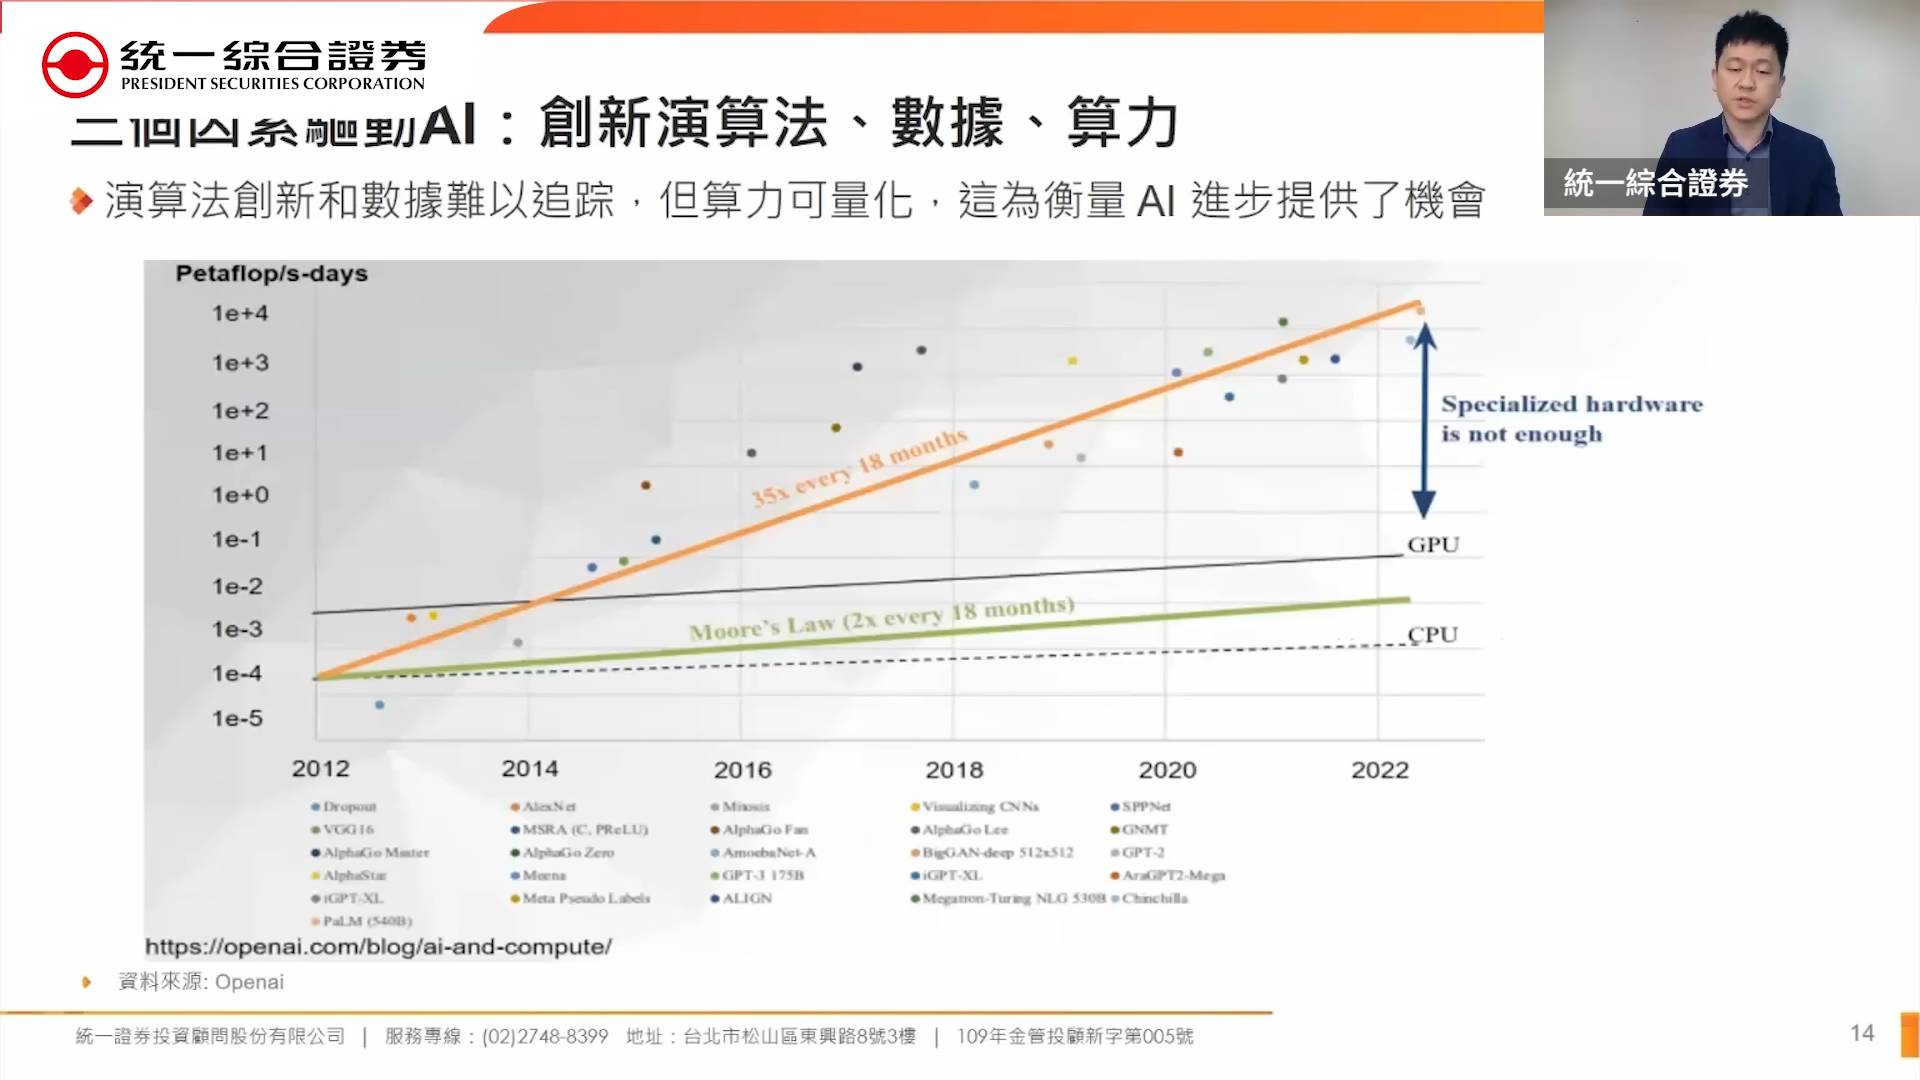 統一綜合證券
PRESIDENT SECURITIES CORPORATION
三個因素驅動AI：創新演算法、數據、算力
演算法創新和數據難以追踪，但算力可量化，這為衡量 AI 進步提供了機會
統一綜合證券
Petaflop/s-days
1e+4
1e+3
1e+2
1e+1
1e+0
1e-1
1e-2
1e-3
1e-4
1e-5
35x every 18 months
Specialized hardware
is not enough
GPU
Moore's Law (2x every 18 months)
CPU
2012 2014 2016 2018 2020 2022
Dropout AlexNet Mitosis Visualizing CNNs SPPNet
VGG16 MSRA (C, PReLU) AlphaGo Fan AlphaGo Lee GNMT
AlphaGo Master AlphaGo Zero AmoebaNet-A BigGAN-deep 512x512 GPT-2
AlphaStar Meena GPT-3 175B iGPT-XL AraGPT2-Mega
iGPT-XL Meta Pseudo Labels ALIGN Megatron-Turing NLG 530B Chinchilla
PaLM (540B)
https://openai.com/blog/ai-and-compute/
資料來源: Openai
統一證券投資顧問股份有限公司 | 服務專線：(02)2748-8399 地址：台北市松山區東興路8號3樓 | 109年金管投顧新字第005號
14